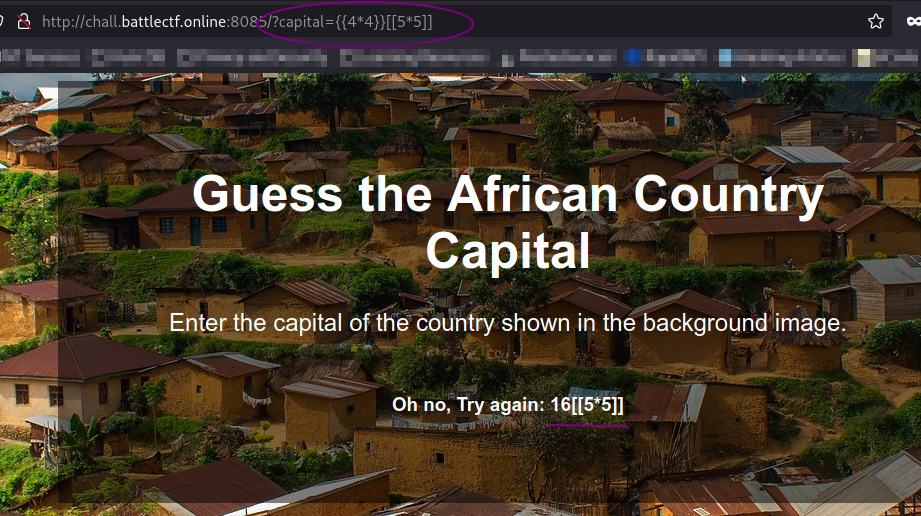 http://chall.battlectf.online:8085/?capital={{4*4}}[[5*5]]
Guess the African Country
Capital
Enter the capital of the country shown in the background image.
Oh no, Try again: 16[[5*5]]